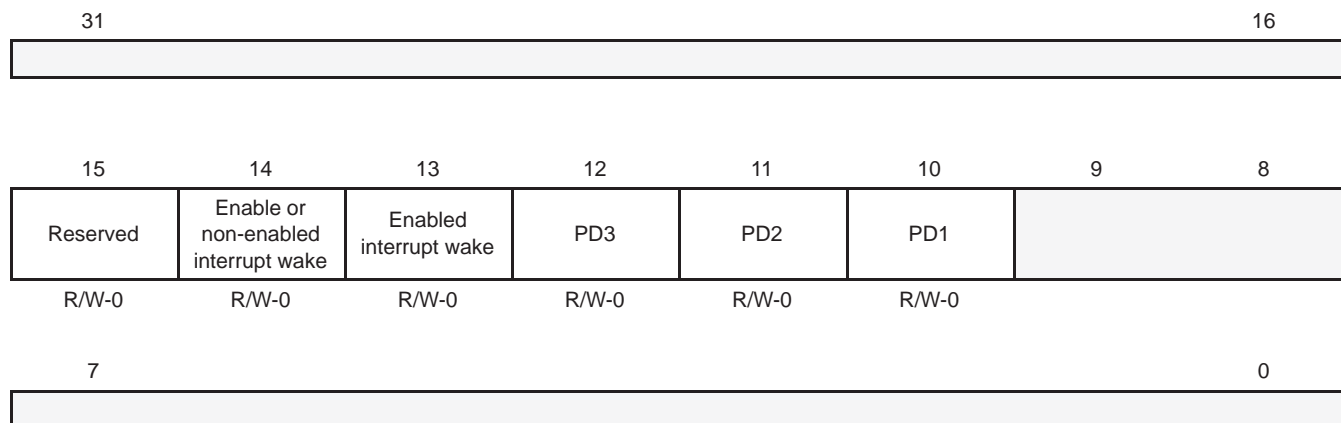 31 16
15 14 13 12 11 10 9 8
Reserved
Enable or
non-enabled
interrupt wake
Enabled
interrupt wake
PD3
PD2
PD1
R/W-0 R/W-0 R/W-0 R/W-0 R/W-0 R/W-0
7 0